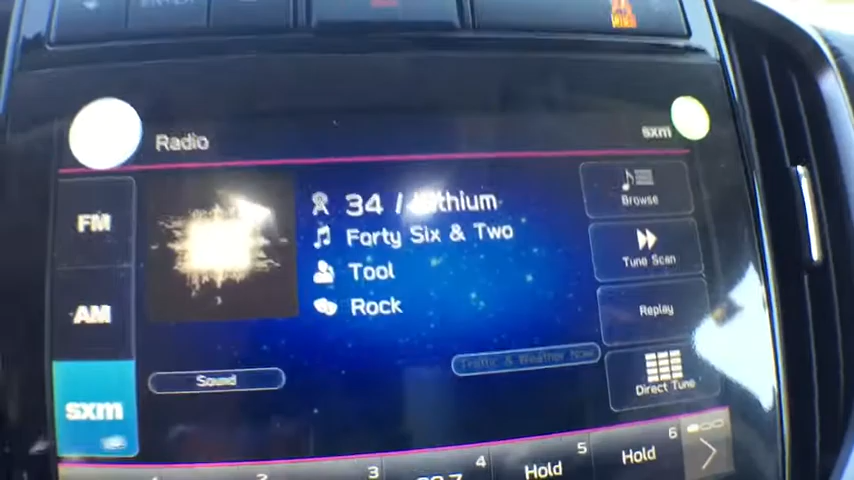 Radio
sxm
FM
AM
sxm
34 / Lithium
Forty Six & Two
Tool
Rock
Sound
Traffic & Weather Now
Browse
Tune Scan
Replay
Direct Tune
2
3
4
5
6
Hold
Hold